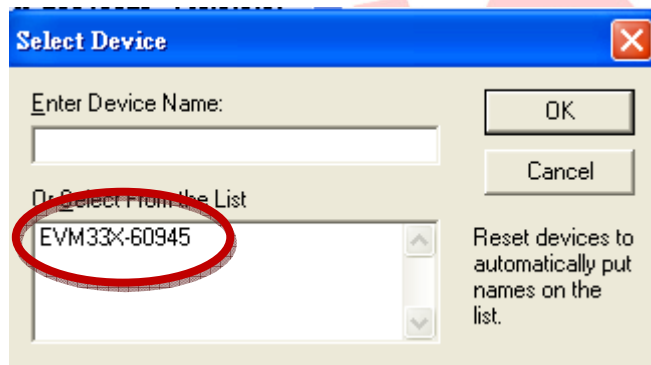 Select Device
Enter Device Name:
OK
Cancel
Or Select From the List
EVM33X-60945
Reset devices to
automatically put
names on the
list.